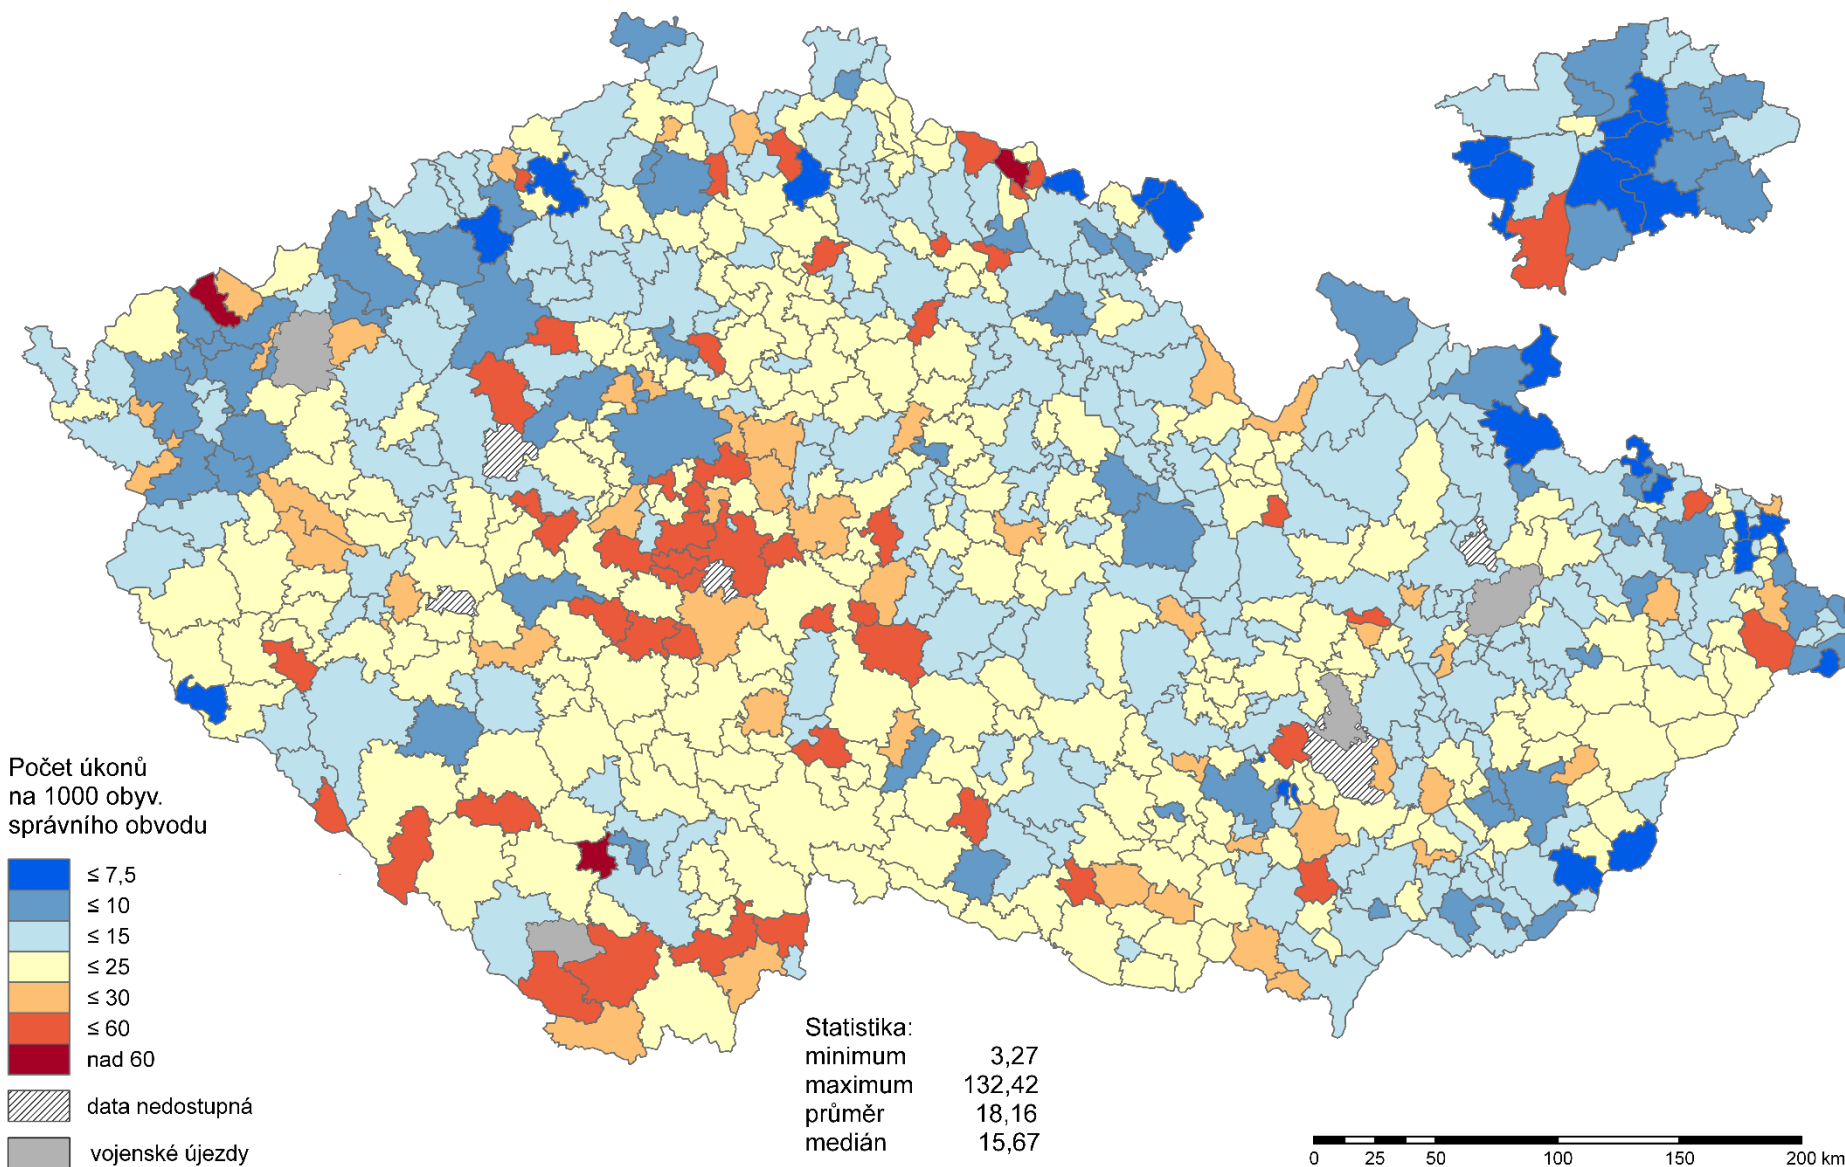 Počet úkonů
na 1000 obyv.
správního obvodu
≤ 7,5
≤ 10
≤ 15
≤ 25
≤ 30
≤ 60
nad 60
data nedostupná
vojenské újezdy
Statistika:
minimum 3,27
maximum 132,42
průměr 18,16
medián 15,67
0 25 50 100 150 200 km